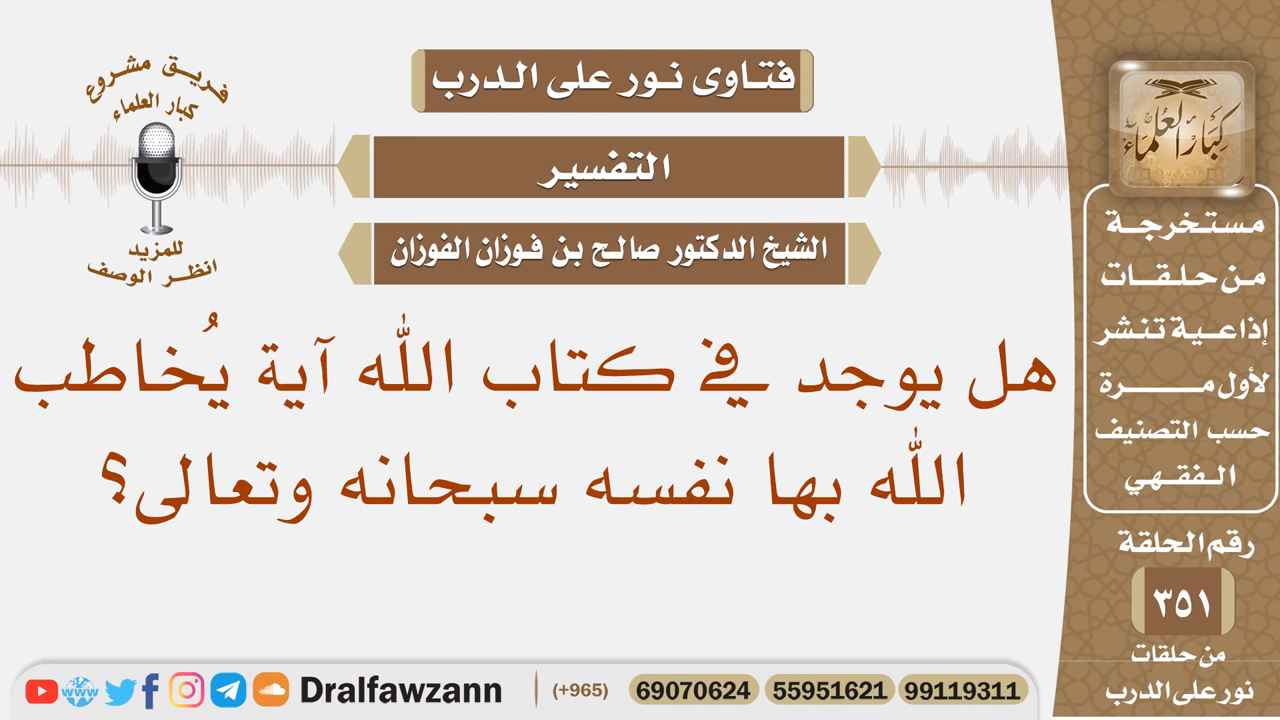 فتاوى نور على الدرب
التفسير
الشيخ الدكتور صالح بن فوزان الفوزان
هل يوجد في كتاب الله آية يُخاطب
الله بها نفسه سبحانه وتعالى؟
فريق مشروع
كبار العلماء
للمزيد
انظر الوصف
كبار العلماء
مستخرجة
من حلقات
إذاعية تنشر
لأول مرة
حسب التصنيف
الفقهي
رقم الحلقة
٣٥١
من حلقات
نور على الدرب
www Dralfawzann (+965) 69070624 55951621 99119311